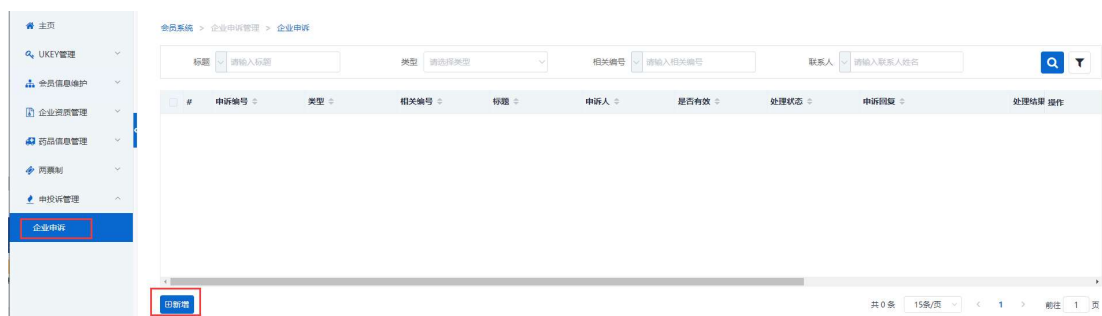 主页
会员系统 > 企业申诉管理 > 企业申诉
UKEY管理
标题 请输入标题 类型 请选择类型 相关编号 请输入相关编号 联系人 请输入联系人姓名
会员信息维护
# 申诉编号 类型 相关编号 标题 申诉人 是否有效 处理状态 申诉回复 处理结果 操作
企业资质管理
药品信息管理
两票制
申投诉管理
企业申诉
新增 共 0 条 15条/页 < 1 > 前往 1 页